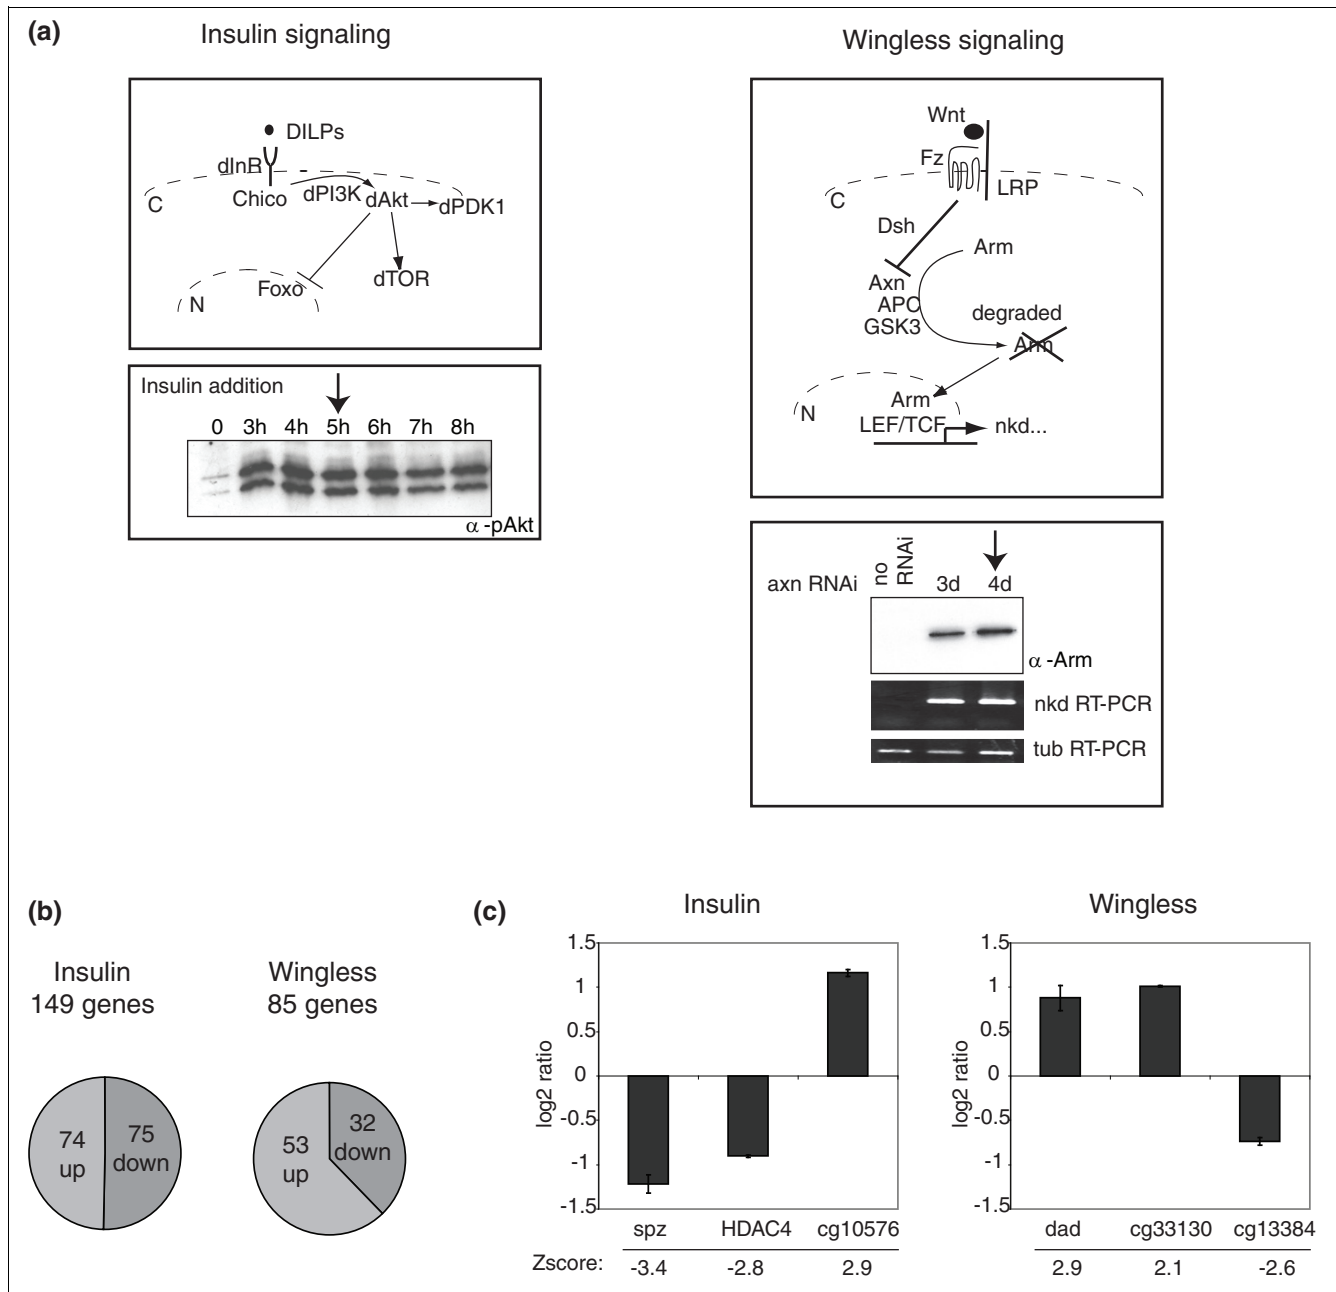 (a)
Insulin signaling
DILPs
dInR
C
Chico
dPI3K
dAkt
dPDK1
Foxo
dTOR
N
Insulin addition
0 3h 4h 5h 6h 7h 8h
α-pAkt
Wingless signaling
Wnt
Fz
LRP
C
Dsh
Arm
Axn
APC
GSK3
degraded
Arm
N
Arm
LEF/TCF
nkd...
axn RNAi
no
RNAi
3d 4d
α-Arm
nkd RT-PCR
tub RT-PCR
(b)
Insulin
149 genes
74
up
75
down
Wingless
85 genes
53
up
32
down
(c)
Insulin
log2 ratio
1.5
1
0.5
0
-0.5
-1
-1.5
spz HDAC4 cg10576
Zscore: -3.4 -2.8 2.9
Wingless
log2 ratio
1.5
1
0.5
0
-0.5
-1
-1.5
dad cg33130 cg13384
2.9 2.1 -2.6